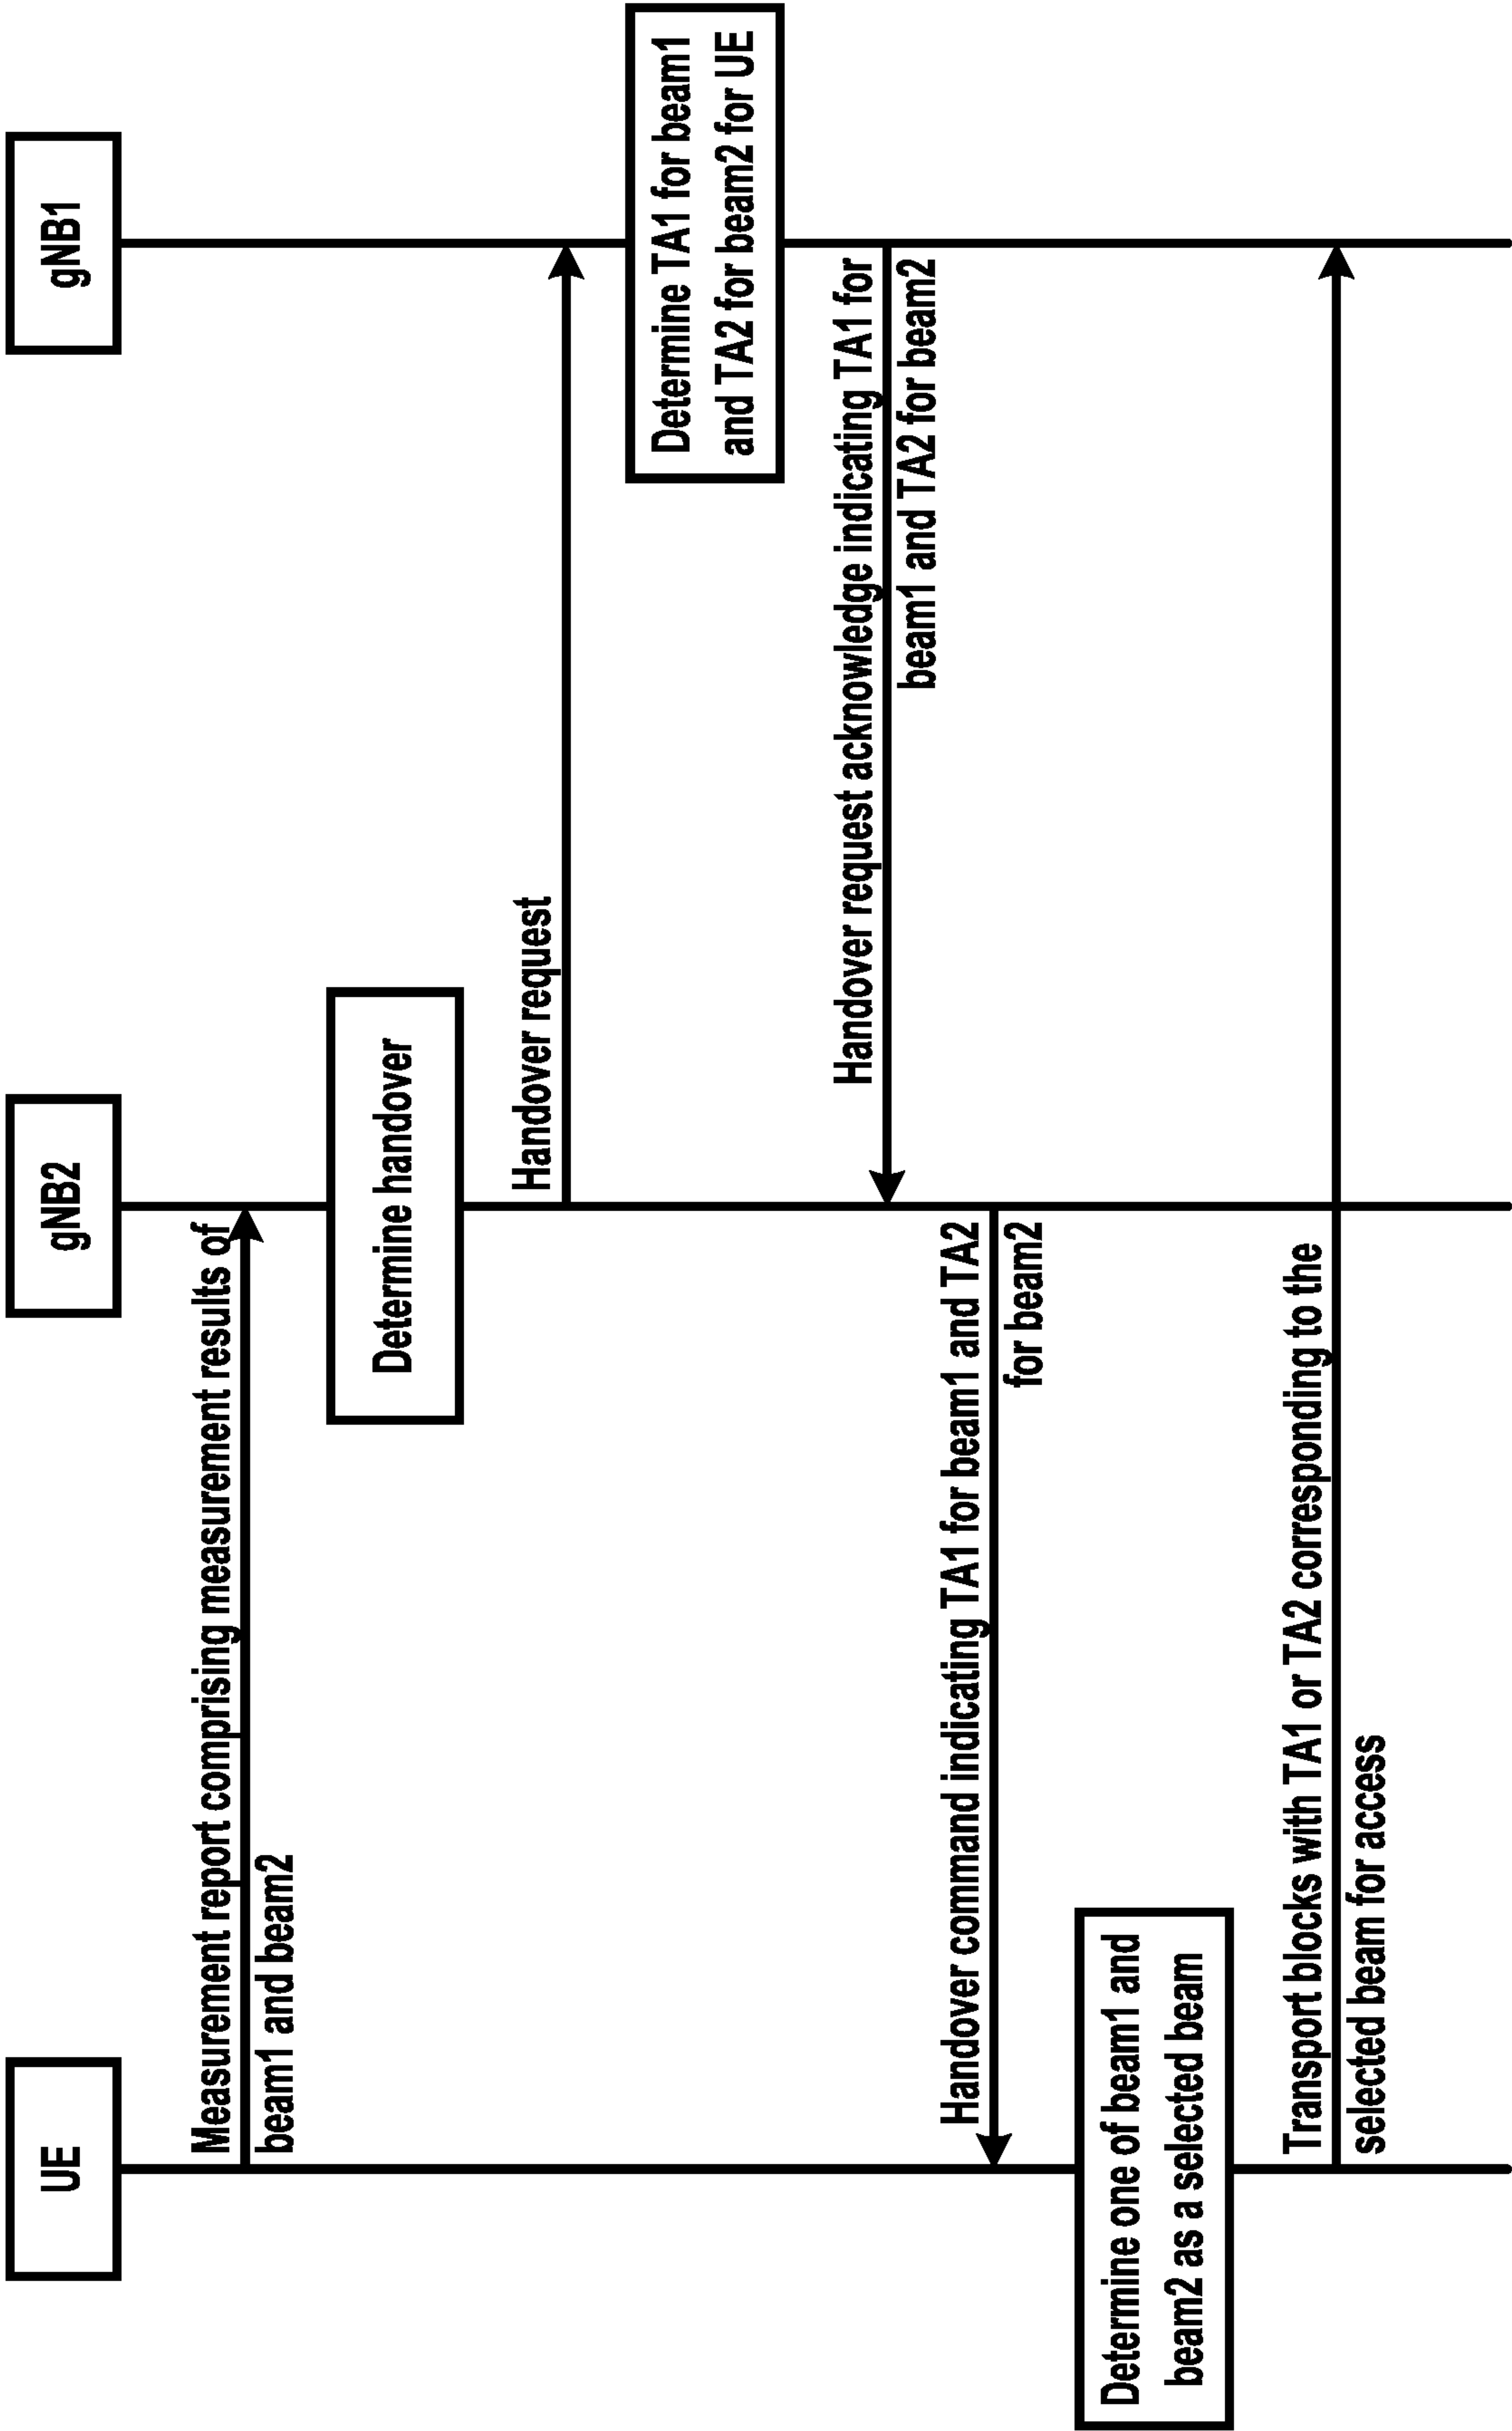 UE
gNB2
gNB1
Measurement report comprising measurement results of
beam1 and beam2
Determine handover
Handover request
Determine TA1 for beam1
and TA2 for beam2 for UE
Handover request acknowledge indicating TA1 for
beam1 and TA2 for beam2
Handover command indicating TA1 for beam1 and TA2
for beam2
Determine one of beam1 and
beam2 as a selected beam
Transport blocks with TA1 or TA2 corresponding to the
selected beam for access